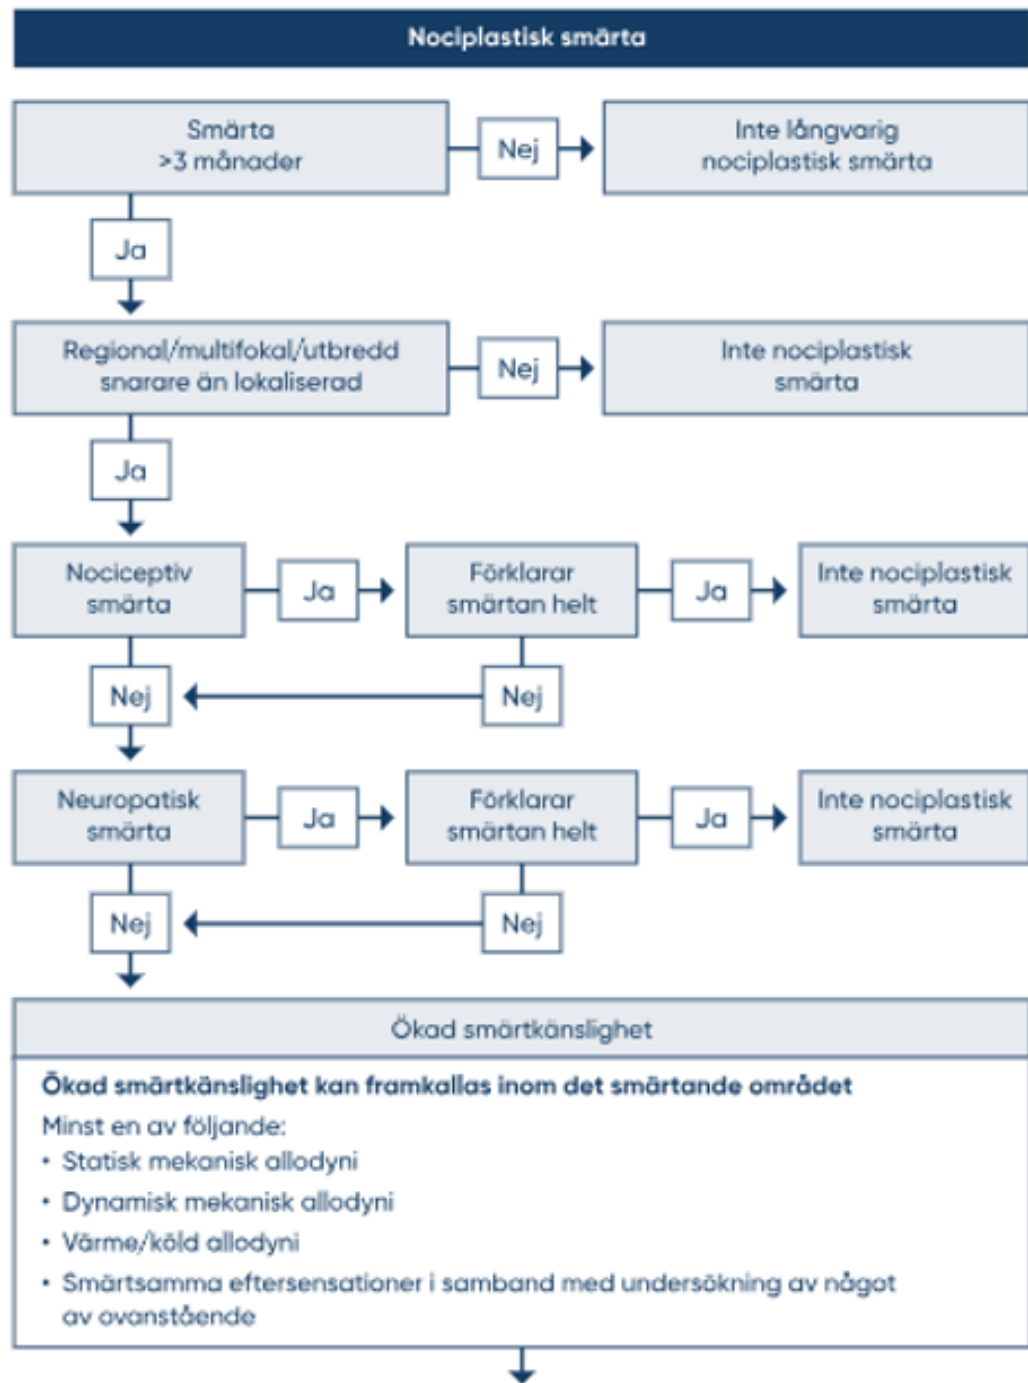 Nociplastisk smärta
Smärta
>3 månader
Nej
Inte långvarig
nociplastisk smärta
Ja
Regional/multifokal/utbredd
snarare än lokaliserad
Nej
Inte nociplastisk
smärta
Ja
Nociceptiv
smärta
Ja
Förklarar
smärtan helt
Ja
Inte nociplastisk
smärta
Nej
Nej
Neuropatisk
smärta
Ja
Förklarar
smärtan helt
Ja
Inte nociplastisk
smärta
Nej
Nej
Ökad smärtkänslighet
Ökad smärtkänslighet kan framkallas inom det smärtande området
Minst en av följande:
• Statisk mekanisk allodyni
• Dynamisk mekanisk allodyni
• Värme/köld allodyni
• Smärtsamma eftersensationer i samband med undersökning av något
av ovanstående